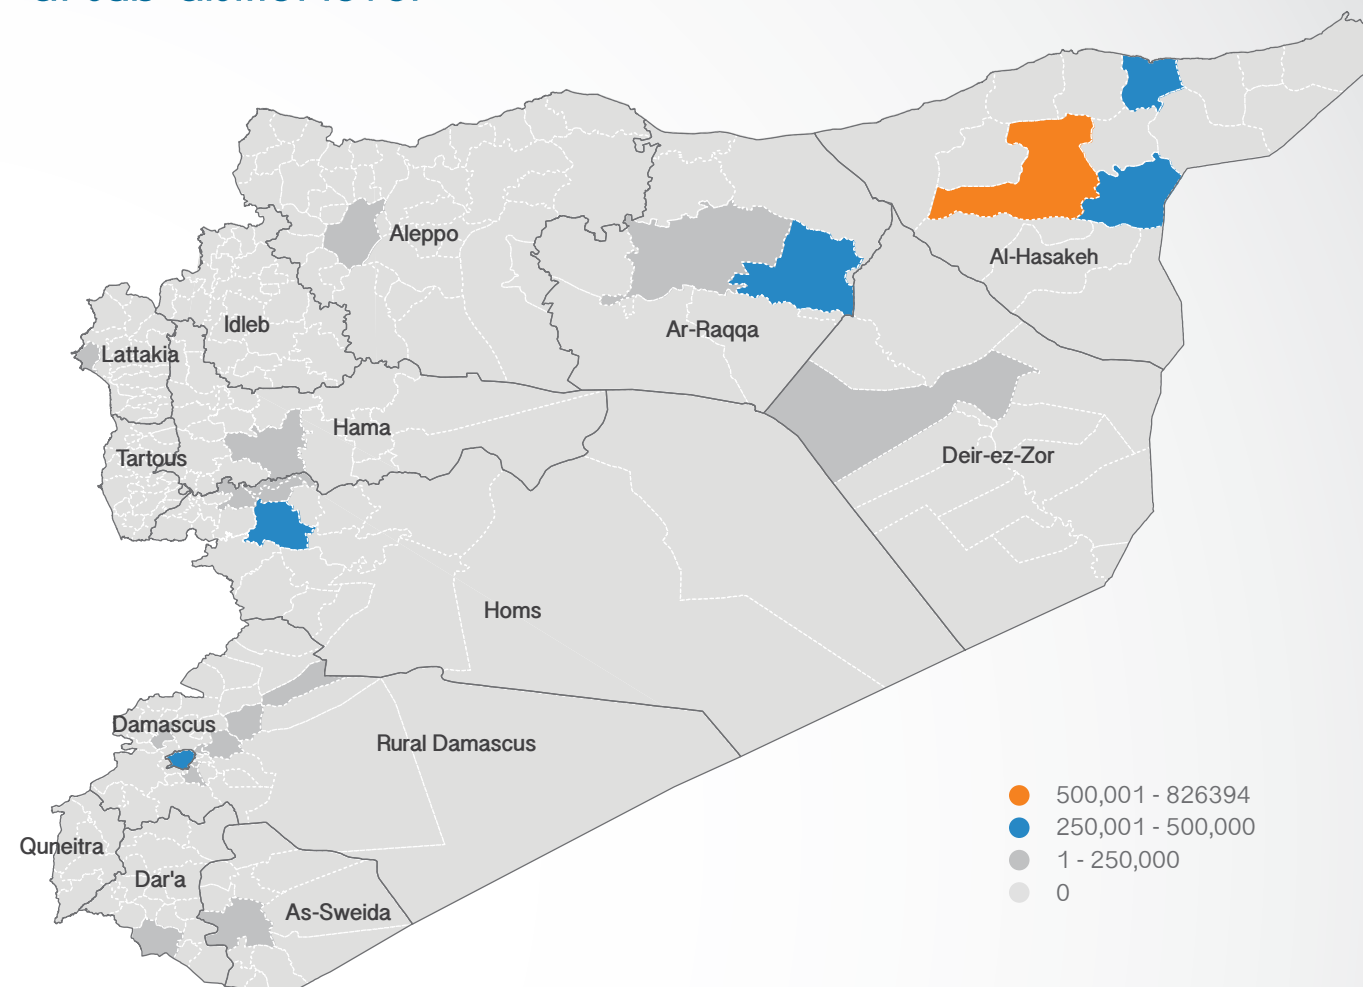 Aleppo
Al-Hasakeh
Idleb
Ar-Raqqa
Lattakia
Hama
Tartous
Deir-ez-Zor
Homs
Damascus
Rural Damascus
500,001 - 826394
250,001 - 500,000
Quneitra
1 - 250,000
Dar'a
0
As-Sweida